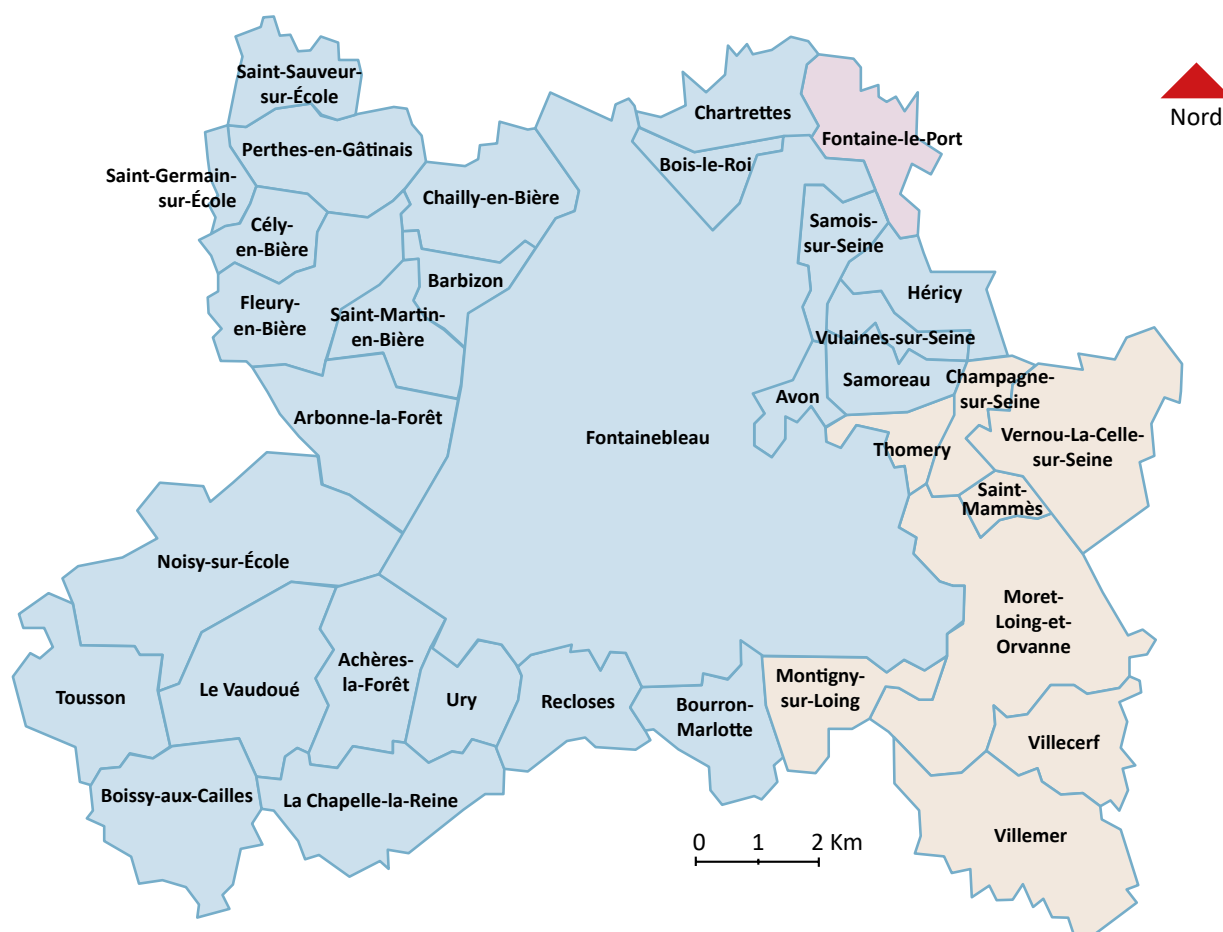 Saint-Sauveur-
sur-École
Chartrettes
Nord
Fontaine-le-Port
Perthes-en-Gâtinais
Bois-le-Roi
Saint-Germain-
sur-École
Chailly-en-Bière
Cély-
en-Bière
Samois-
sur-Seine
Barbizon
Héricy
Fleury-
en-Bière
Saint-Martin-
en-Bière
Vulaines-sur-Seine
Samoreau
Champagne-
sur-Seine
Avon
Arbonne-la-Forêt
Fontainebleau
Thomery
Vernou-La-Celle-
sur-Seine
Saint-
Mammès
Noisy-sur-École
Moret-
Loing-et-
Orvanne
Achères-
la-Forêt
Tousson
Le Vaudoué
Ury
Recloses
Bourron-
Marlotte
Montigny-
sur-Loing
Villecerf
Boissy-aux-Cailles
La Chapelle-la-Reine
Villemer
0 1 2 Km